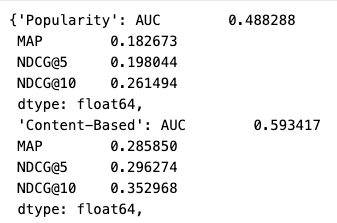 {'Popularity': AUC 0.488288
MAP 0.182673
NDCG@5 0.198044
NDCG@10 0.261494
dtype: float64,
'Content-Based': AUC 0.593417
MAP 0.285850
NDCG@5 0.296274
NDCG@10 0.352968
dtype: float64,